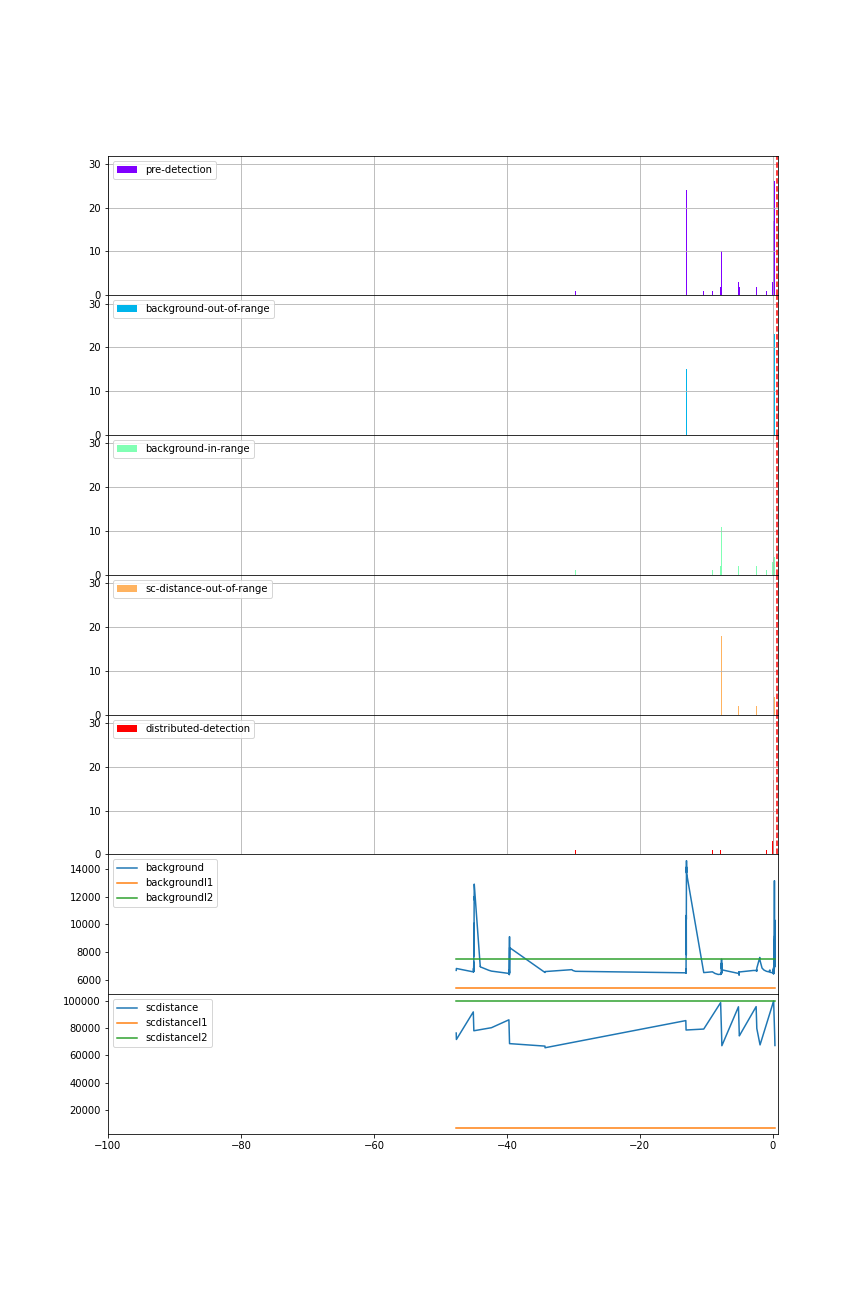 30
pre-detection
20
10
0
30
background-out-of-range
20
10
0
30
background-in-range
20
10
0
30
sc-distance-out-of-range
20
10
0
30
distributed-detection
20
10
0
14000
background
backgroundl1
12000
backgroundl2
10000
8000
6000
100000
scdistance
scdistancel1
80000
scdistancel2
60000
40000
20000
−100 −80 −60 −40 −20 0